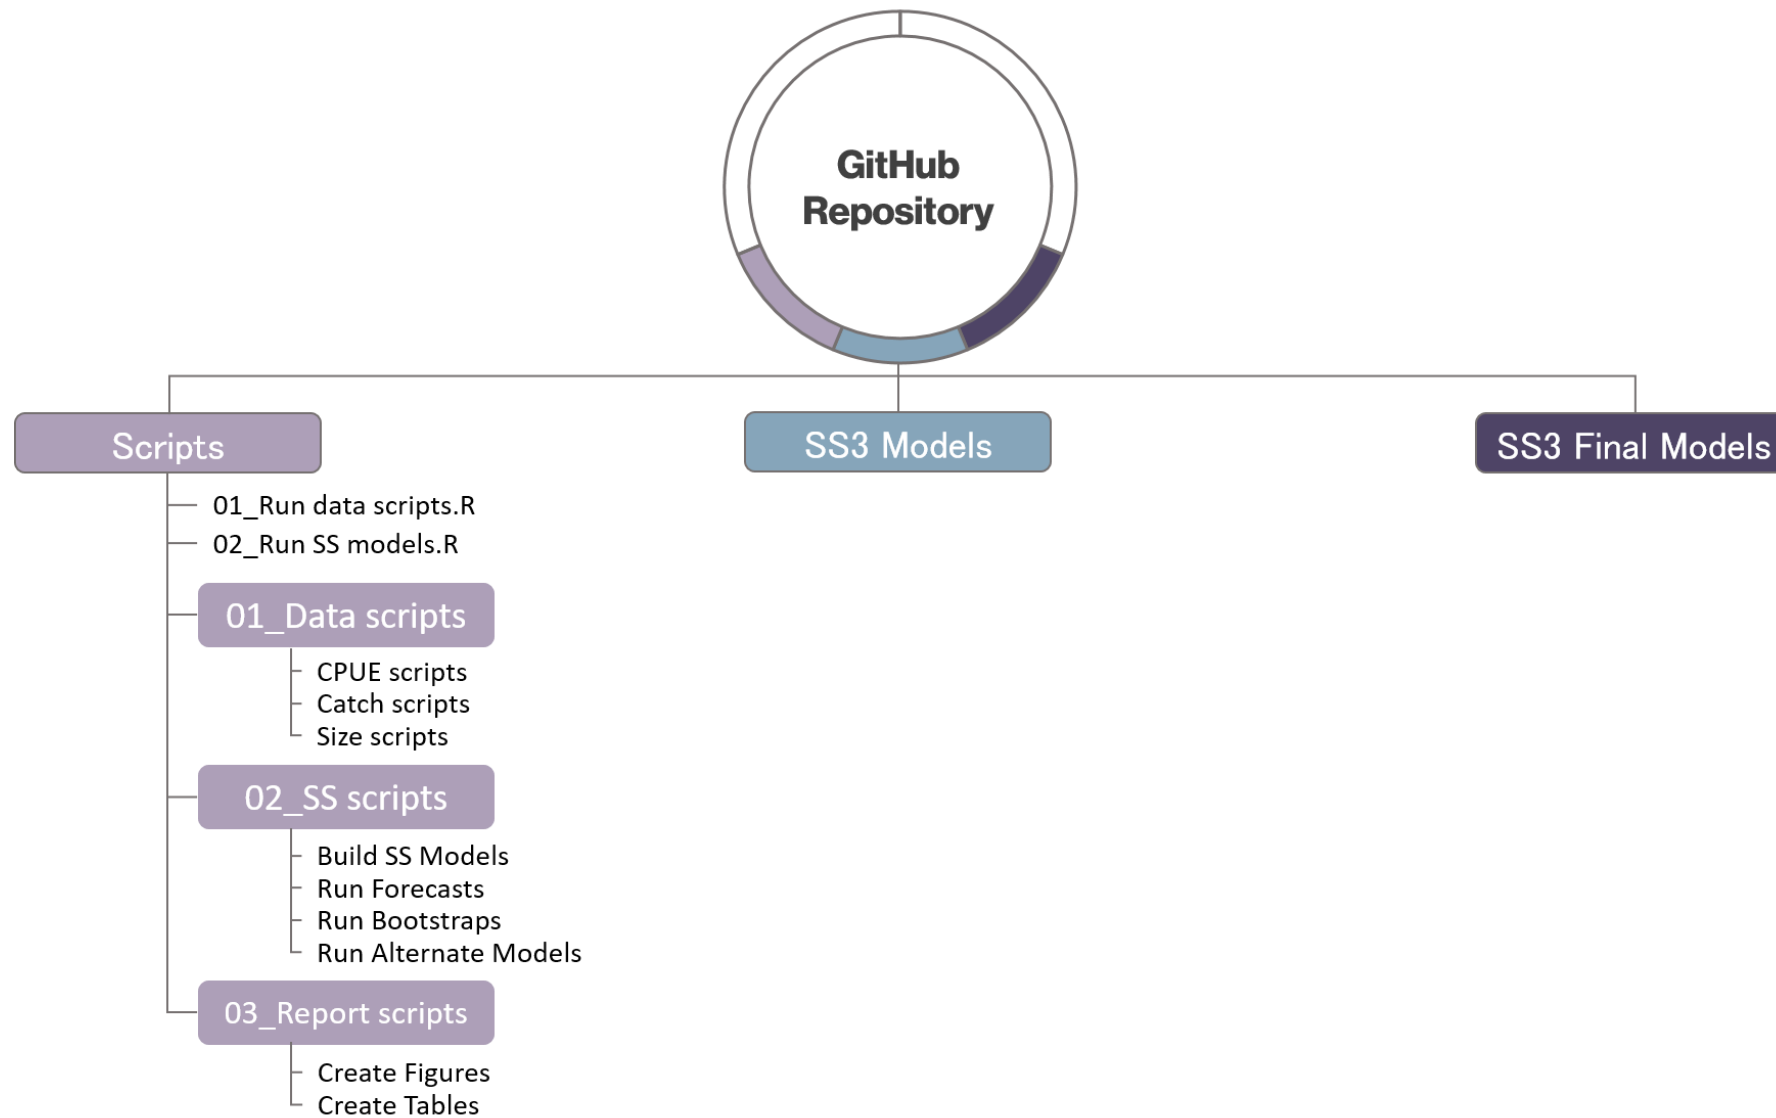 GitHub
Repository
Scripts
SS3 Models
SS3 Final Models
01_Run data scripts.R
02_Run SS models.R
01_Data scripts
CPUE scripts
Catch scripts
Size scripts
02_SS scripts
Build SS Models
Run Forecasts
Run Bootstraps
Run Alternate Models
03_Report scripts
Create Figures
Create Tables